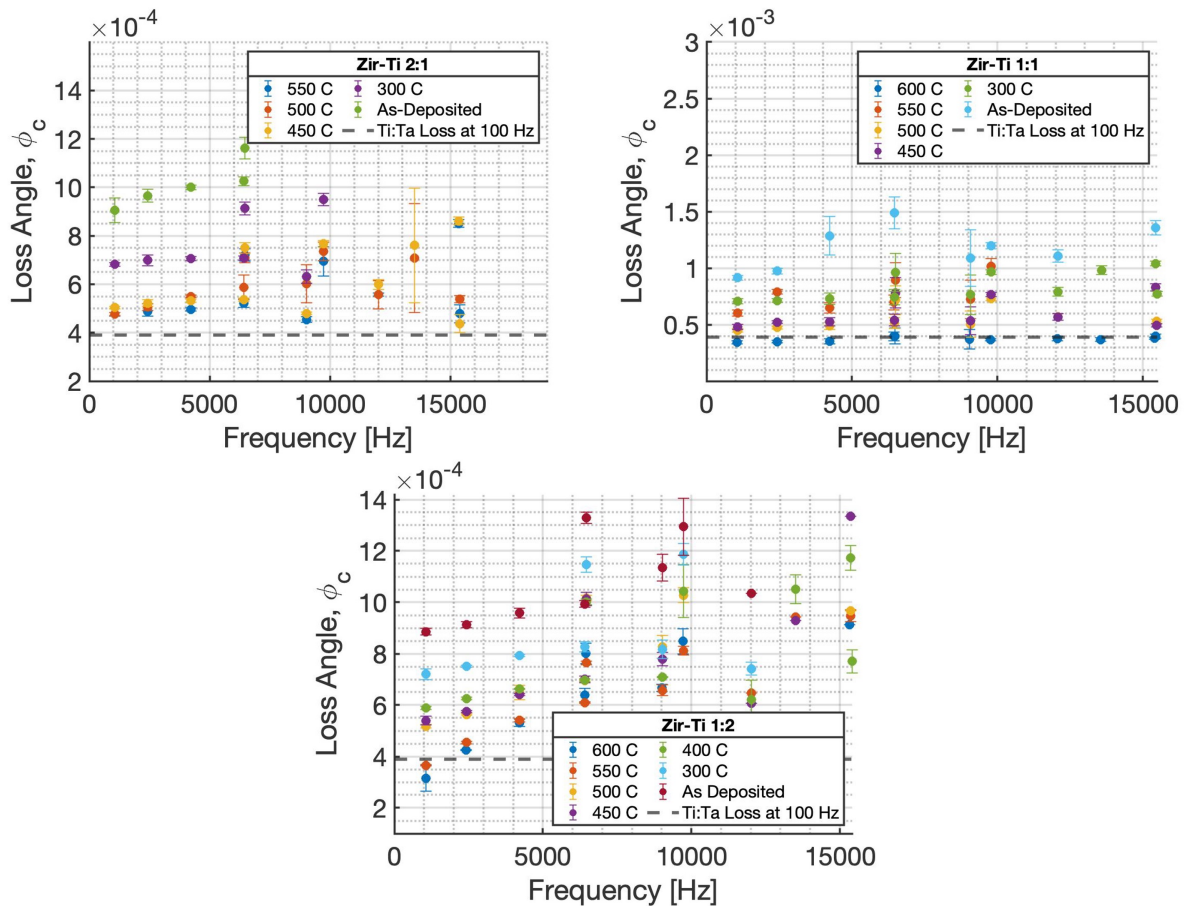 ×10⁻⁴
Loss Angle, ϕc
14
12
10
8
6
4
2
0 5000 10000 15000
Frequency [Hz]
Zir-Ti 2:1
550 C 300 C
500 C As-Deposited
450 C Ti:Ta Loss at 100 Hz
×10⁻³
Loss Angle, ϕc
3
2.5
2
1.5
1
0.5
0 5000 10000 15000
Frequency [Hz]
Zir-Ti 1:1
600 C 300 C
550 C As-Deposited
500 C Ti:Ta Loss at 100 Hz
450 C
×10⁻⁴
Loss Angle, ϕc
14
12
10
8
6
4
2
0 5000 10000 15000
Frequency [Hz]
Zir-Ti 1:2
600 C 400 C
550 C 300 C
500 C As Deposited
450 C Ti:Ta Loss at 100 Hz